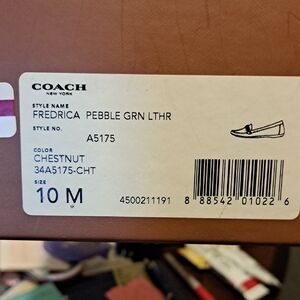 COACH
NEW YORK
STYLE NAME
FREDRICA PEBBLE GRN LTHR
STYLE NO.
A5175
COLOR
CHESTNUT
34A5175-CHT
SIZE
10 M
4500211191
8 88542 01022 6